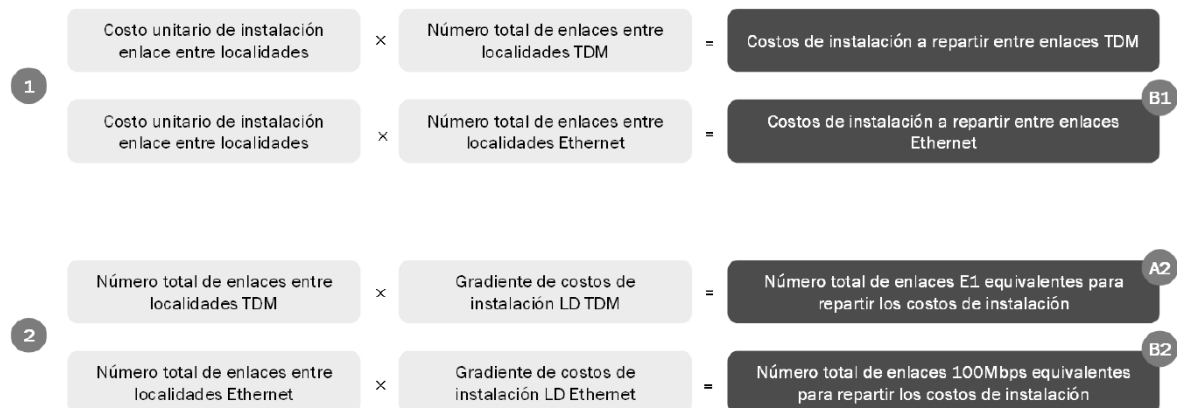 Costo unitario de instalación
enlace entre localidades
×
Número total de enlaces entre
localidades TDM
=
Costos de instalación a repartir entre enlaces TDM
1
B1
Costo unitario de instalación
enlace entre localidades
×
Número total de enlaces entre
localidades Ethernet
=
Costos de instalación a repartir entre enlaces
Ethernet
A2
Número total de enlaces entre
localidades TDM
×
Gradiente de costos de
instalación LD TDM
=
Número total de enlaces E1 equivalentes para
repartir los costos de instalación
2
B2
Número total de enlaces entre
localidades Ethernet
×
Gradiente de costos de
instalación LD Ethernet
=
Número total de enlaces 100Mbps equivalentes
para repartir los costos de instalación